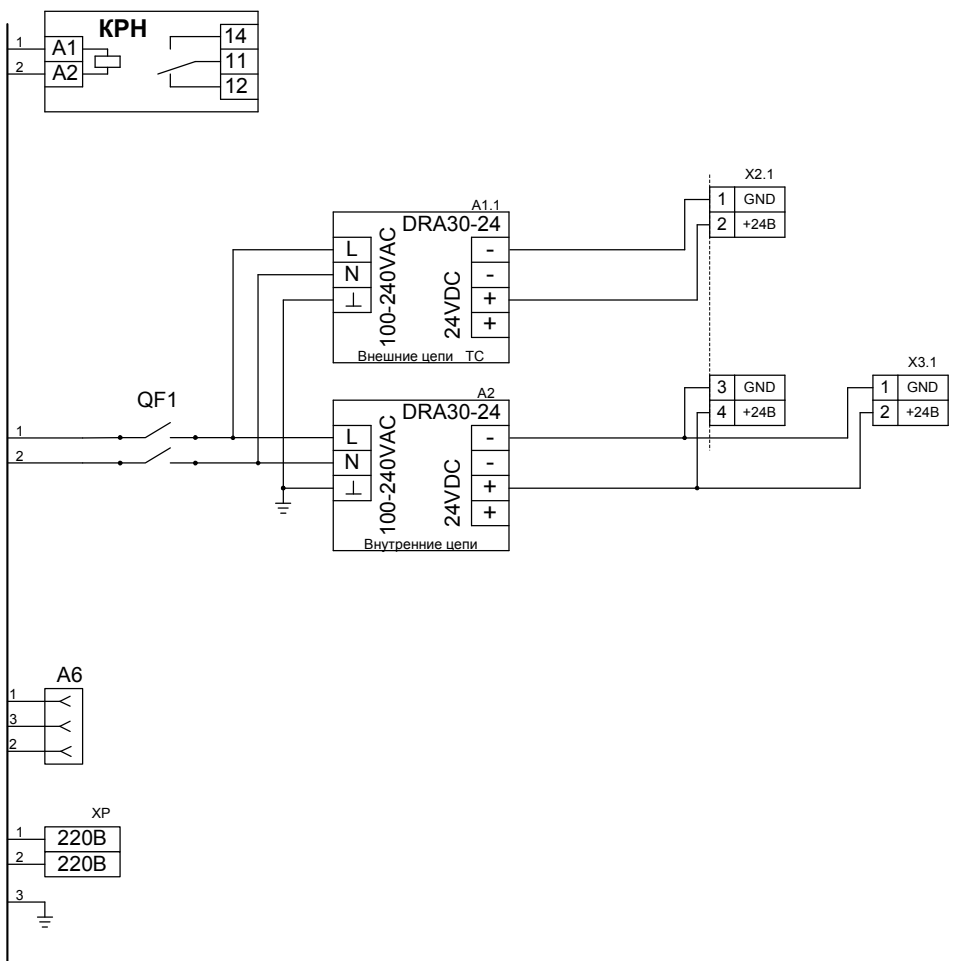 КРН
1 A1 14
2 A2 11
12
X2.1
1 GND
2 +24В
A1.1
DRA30-24
L -
N -
⊥ +
+
100-240VAC
24VDC
Внешние цепи ТС
3 GND
4 +24В
X3.1
1 GND
2 +24В
QF1
1
2
A2
DRA30-24
L -
N -
⊥ +
+
100-240VAC
24VDC
Внутренние цепи
A6
1
3
2
XP
1 220В
2 220В
3